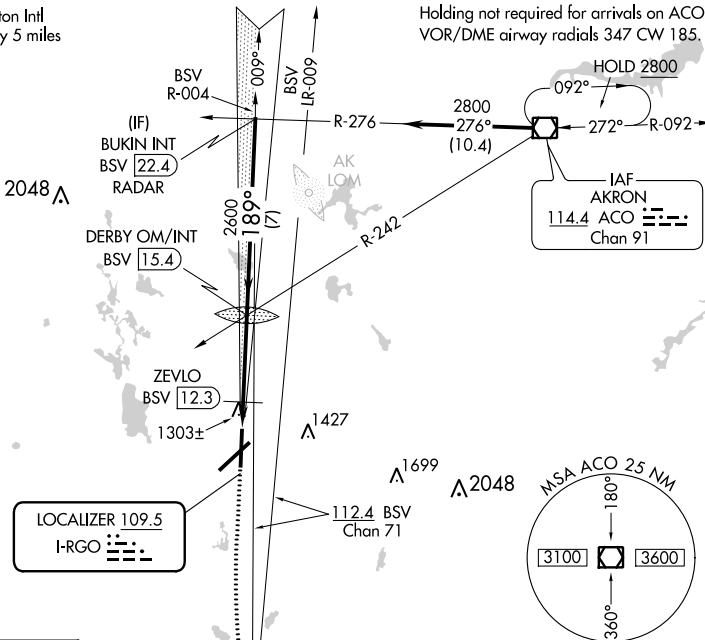 ton Intl
y 5 miles
Holding not required for arrivals on ACO
VOR/DME airway radials 347 CW 185.
HOLD 2800
092°
272°
R-092
BSV
R-004
009°
BSV
LR-009
R-276
2800
276°
(10.4)
(IF)
BUKIN INT
BSV 22.4
RADAR
AK
LOM
IAF
AKRON
114.4 ACO
Chan 91
2048
2600
189°
(7)
R-242
DERBY OM/INT
BSV 15.4
ZEVLO
BSV 12.3
1303±
1427
1699
2048
LOCALIZER 109.5
I-RGO
112.4 BSV
Chan 71
MSA ACO 25 NM
180°
3100
3600
360°